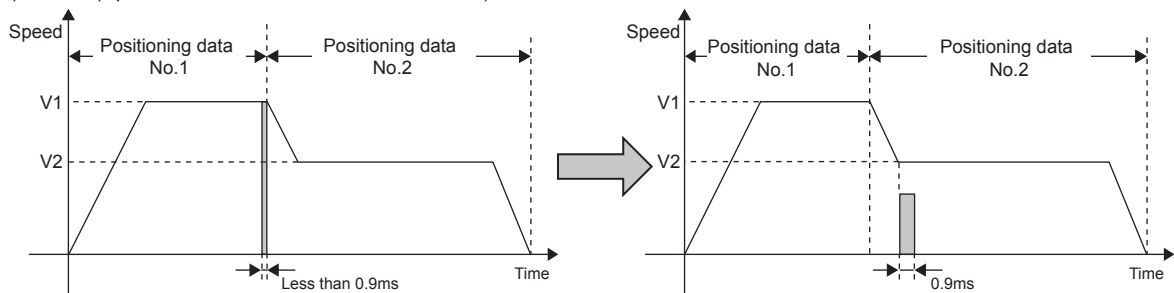 Speed
Positioning data
No.1
Positioning data
No.2
V1
V2
Less than 0.9ms
Time
Speed
Positioning data
No.1
Positioning data
No.2
V1
V2
0.9ms
Time